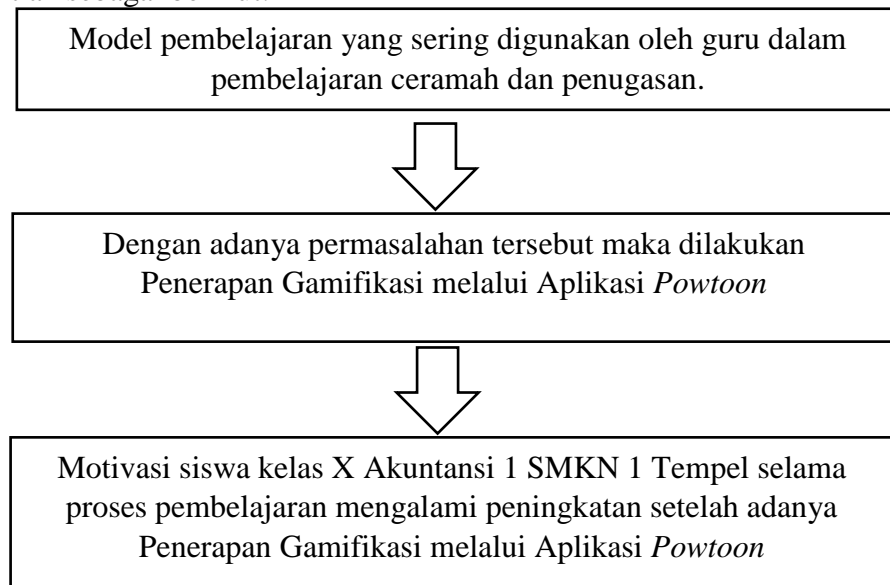 Model pembelajaran yang sering digunakan oleh guru dalam
pembelajaran ceramah dan penugasan.
Dengan adanya permasalahan tersebut maka dilakukan
Penerapan Gamifikasi melalui Aplikasi Powtoon
Motivasi siswa kelas X Akuntansi 1 SMKN 1 Tempel selama
proses pembelajaran mengalami peningkatan setelah adanya
Penerapan Gamifikasi melalui Aplikasi Powtoon